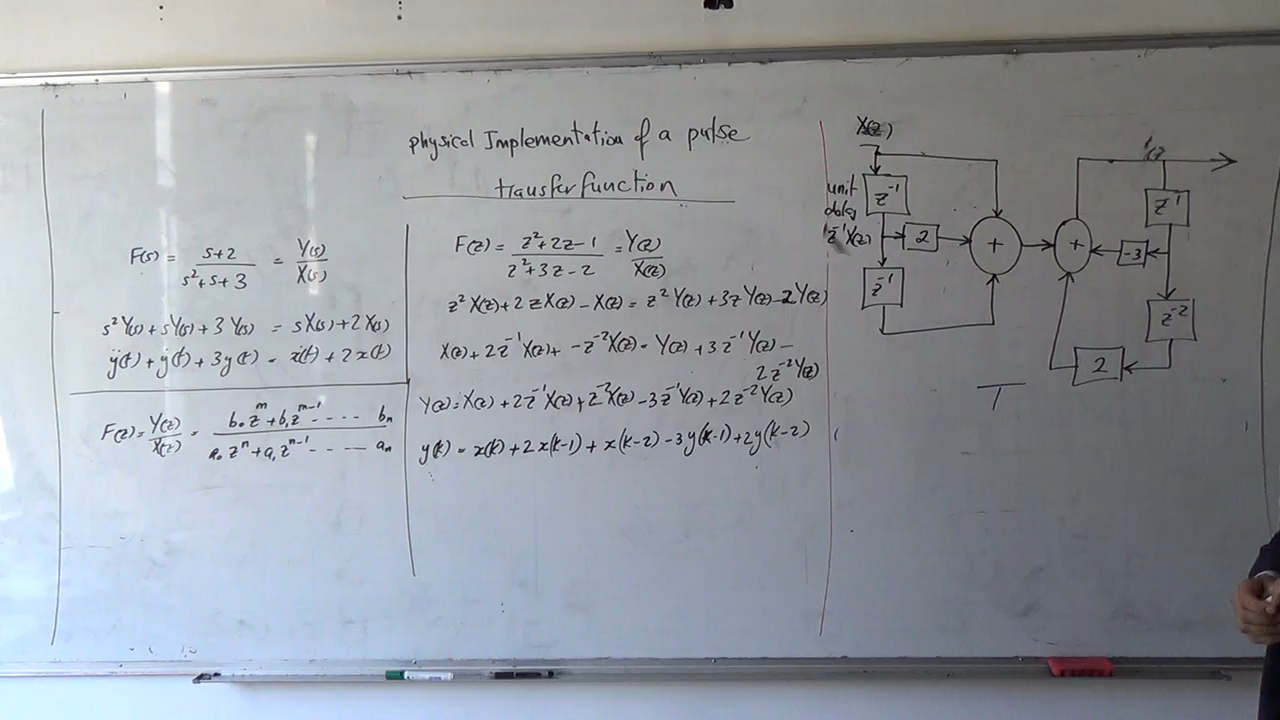 physical Implementation of a pulse
transfer function
F(s) = s+2 / s²+s+3 = Y(s) / X(s)
s²Y(s) + sY(s) + 3Y(s) = sX(s) + 2X(s)
ÿ(t) + ẏ(t) + 3y(t) = ẋ(t) + 2x(t)
F(z) = Y(z) / X(z) = b₀z^m + b₁z^(m-1) ---- bₙ / a₀z^n + a₁z^(n-1) ---- aₙ
F(z) = z²+2z-1 / z²+3z-2 = Y(z) / X(z)
z²X(z) + 2zX(z) - X(z) = z²Y(z) + 3zY(z) - 2Y(z)
X(z) + 2z⁻¹X(z) + -z⁻²X(z) = Y(z) + 3z⁻¹Y(z) -
2z⁻²Y(z)
Y(z) = X(z) + 2z⁻¹X(z) + z⁻²X(z) - 3z⁻¹Y(z) + 2z⁻²Y(z)
y(k) = x(k) + 2x(k-1) + x(k-2) - 3y(k-1) + 2y(k-2)
X(z)
unit
delay
z⁻¹
z⁻¹X(z)
2
+
+
-3
z⁻¹
z⁻¹
z⁻²
2
T